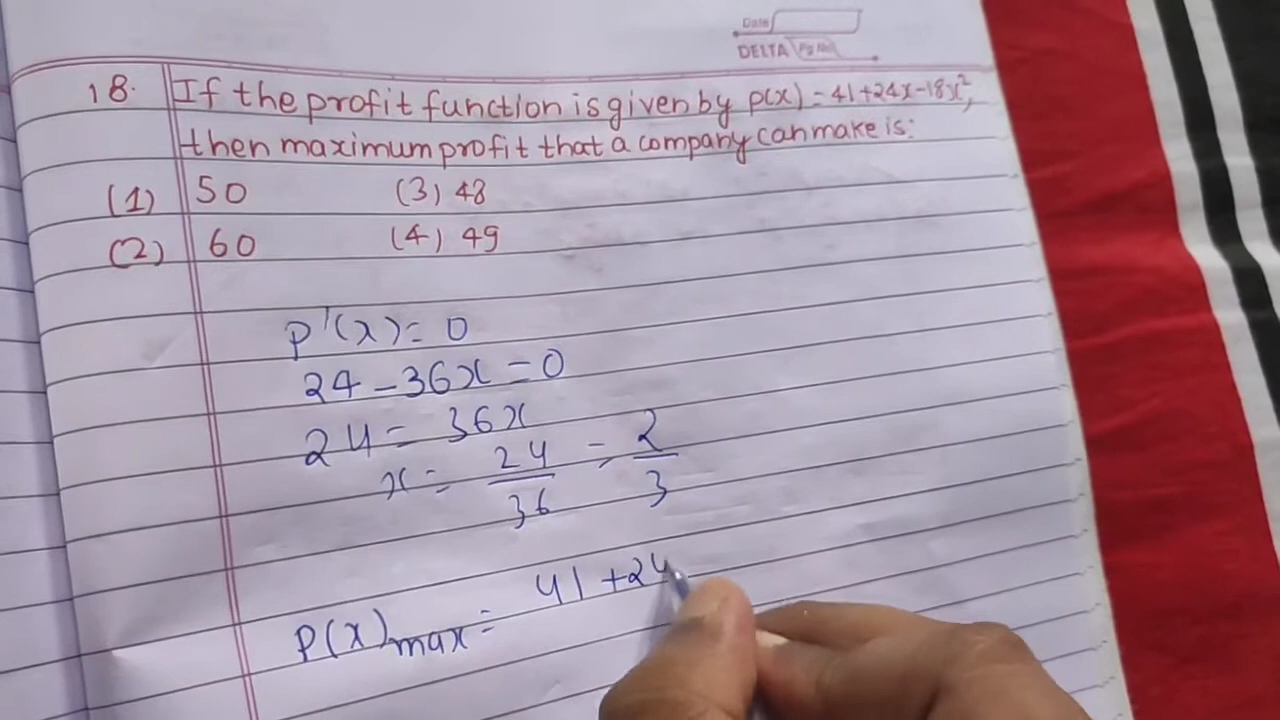 Date
DELTA Pg No.
18. If the profit function is given by p(x) = 41+24x-18x²,
then maximum profit that a company can make is:
(1) 50 (3) 48
(2) 60 (4) 49
p'(x) = 0
24 - 36x = 0
24 = 36x
x = 24/36 = 2/3
P(x)max = 41 + 24